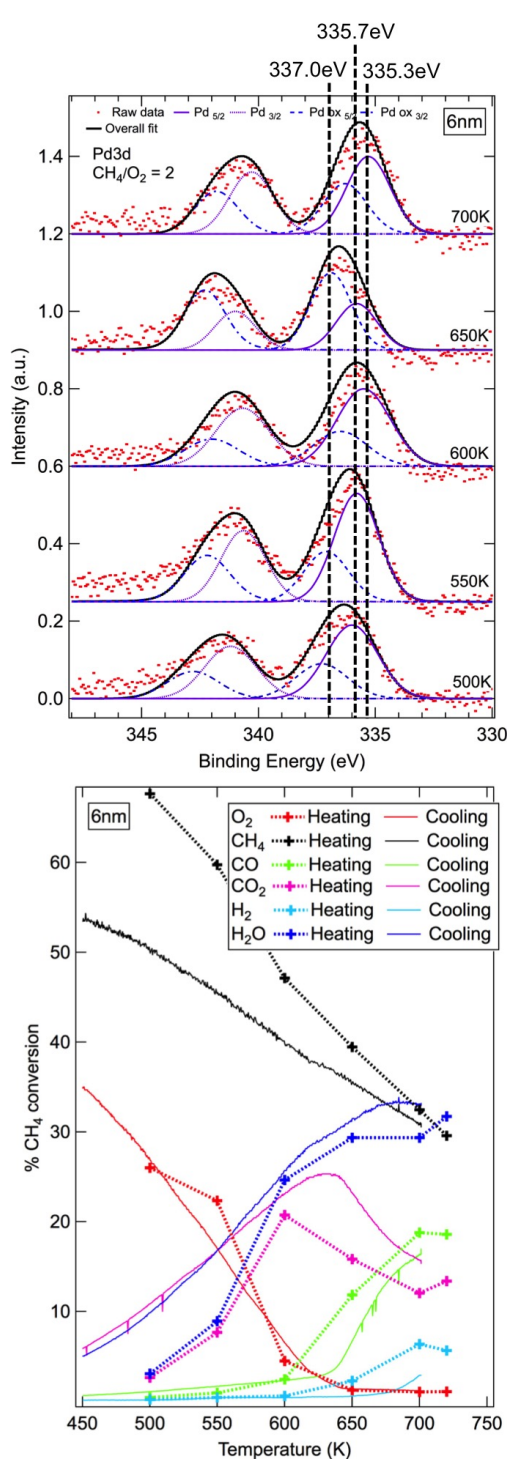 335.7eV
337.0eV 335.3eV
Raw data Pd 5/2 Pd 3/2 Pd ox 5/2 Pd ox 3/2
Overall fit
6nm
Pd3d
CH₄/O₂ = 2
1.4
700K
1.2
650K
1.0
0.8
600K
0.6
550K
0.4
0.2
500K
0.0
Intensity (a.u.)
345 340 335 330
Binding Energy (eV)
6nm
O₂ Heating Cooling
CH₄ Heating Cooling
CO Heating Cooling
CO₂ Heating Cooling
H₂ Heating Cooling
H₂O Heating Cooling
60
50
40
30
20
10
% CH₄ conversion
450 500 550 600 650 700 750
Temperature (K)